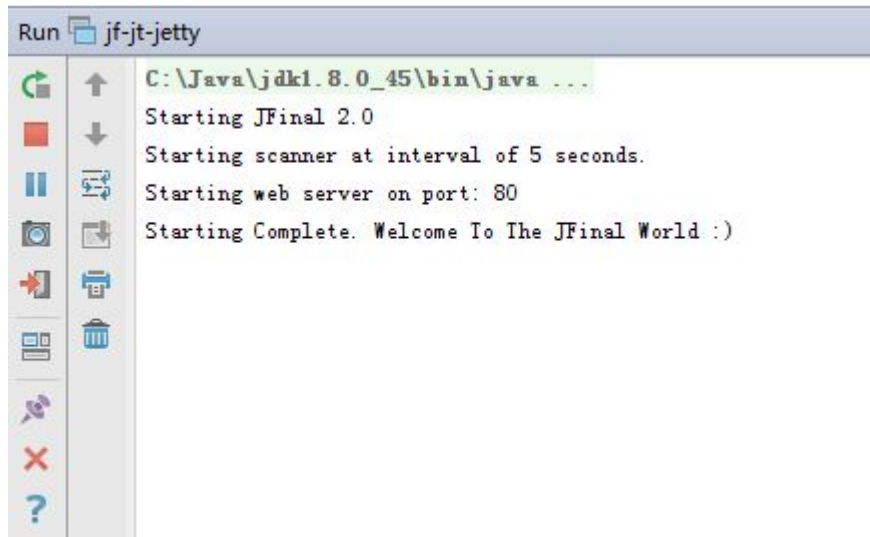 Run jf-jt-jetty
C:\Java\jdk1.8.0_45\bin\java ...
Starting JFinal 2.0
Starting scanner at interval of 5 seconds.
Starting web server on port: 80
Starting Complete. Welcome To The JFinal World :)